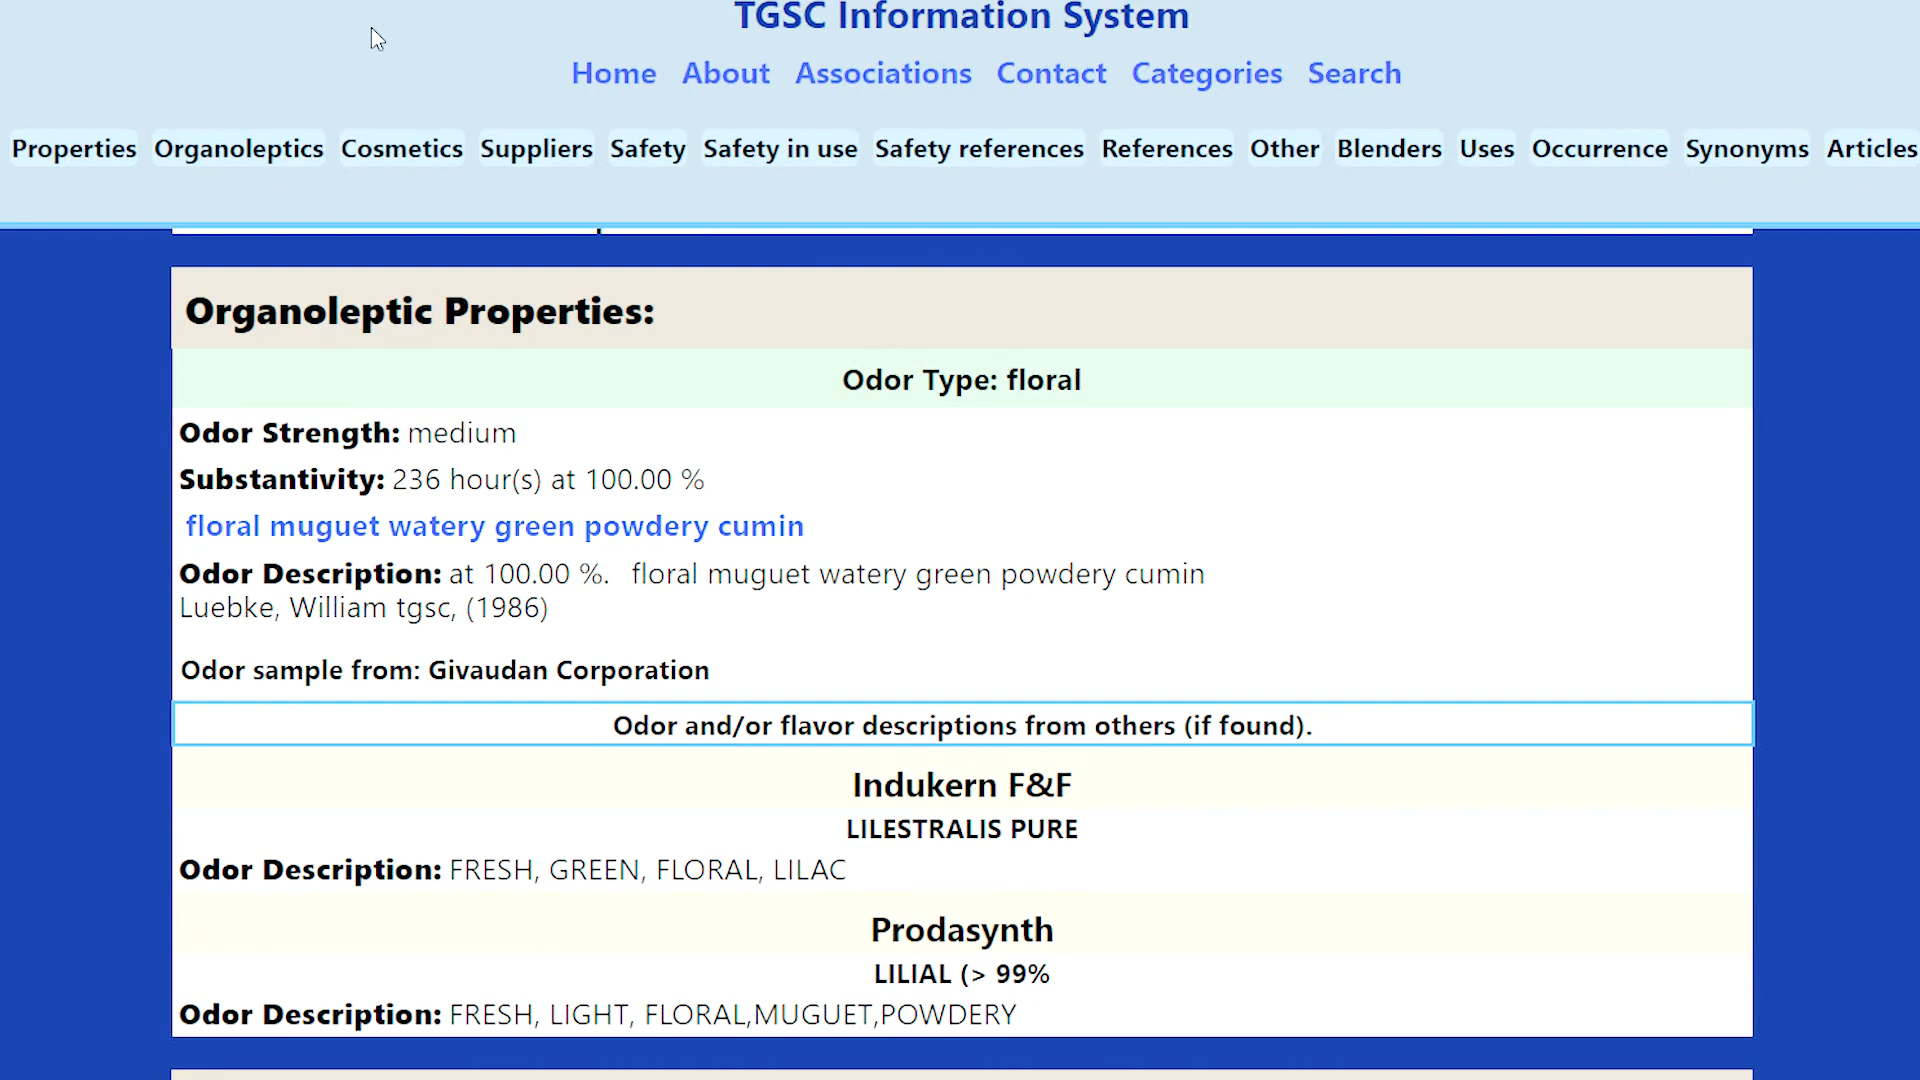 TGSC Information System
Home About Associations Contact Categories Search
Properties Organoleptics Cosmetics Suppliers Safety Safety in use Safety references References Other Blenders Uses Occurrence Synonyms Articles
Organoleptic Properties:
Odor Type: floral
Odor Strength: medium
Substantivity: 236 hour(s) at 100.00 %
floral muguet watery green powdery cumin
Odor Description: at 100.00 %. floral muguet watery green powdery cumin
Luebke, William tgsc, (1986)
Odor sample from: Givaudan Corporation
Odor and/or flavor descriptions from others (if found).
Indukern F&F
LILESTRALIS PURE
Odor Description: FRESH, GREEN, FLORAL, LILAC
Prodasynth
LILIAL (> 99%
Odor Description: FRESH, LIGHT, FLORAL,MUGUET,POWDERY